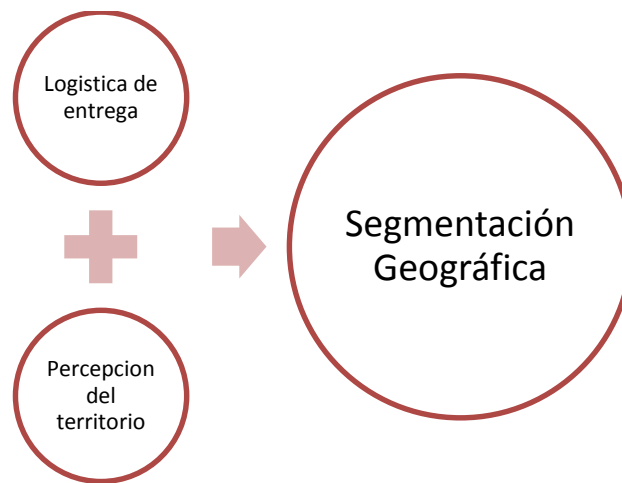 Logistica de
entrega
Percepcion
del
territorio
Segmentación
Geográfica